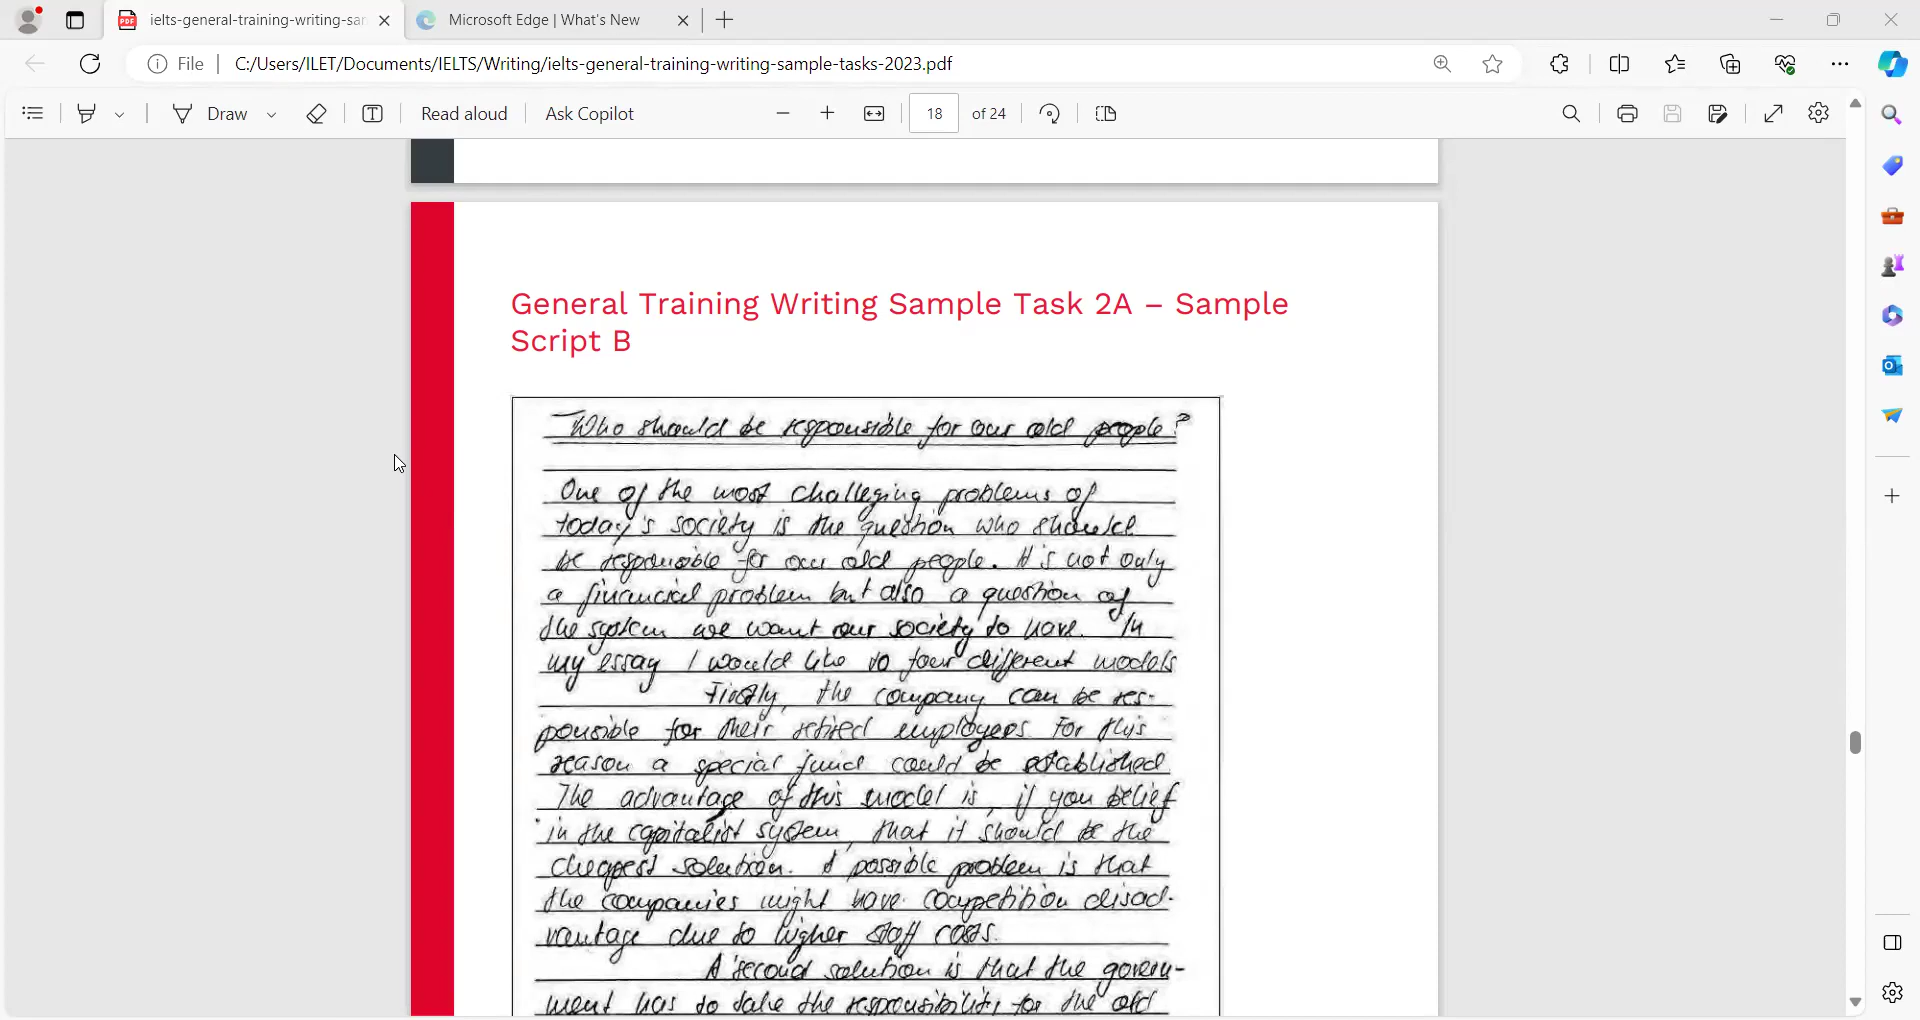 ielts-general-training-writing-sar
Microsoft Edge | What's New
File
C:/Users/ILET/Documents/IELTS/Writing/ielts-general-training-writing-sample-tasks-2023.pdf
Draw
Read aloud
Ask Copilot
18
of 24
General Training Writing Sample Task 2A – Sample
Script B
Who should be responsible for our old people?
One of the most challeging problems of
today's society is the question who should
be responsible for our old people. It's not only
a financial problem but also a question of
the system we want our society to have. In
my essay I would like to four different models
Firstly, the company can be res-
ponsible for their retired employees. For this
reason a special fund could be established.
The advantage of this model is, if you belief
in the capitalist system, that it should be the
cheapest solution. A possible problem is that
the companies might have competition disad-
vantage due to higher staff costs.
A second solution is that the govern-
ment has to take the responsibility for the old